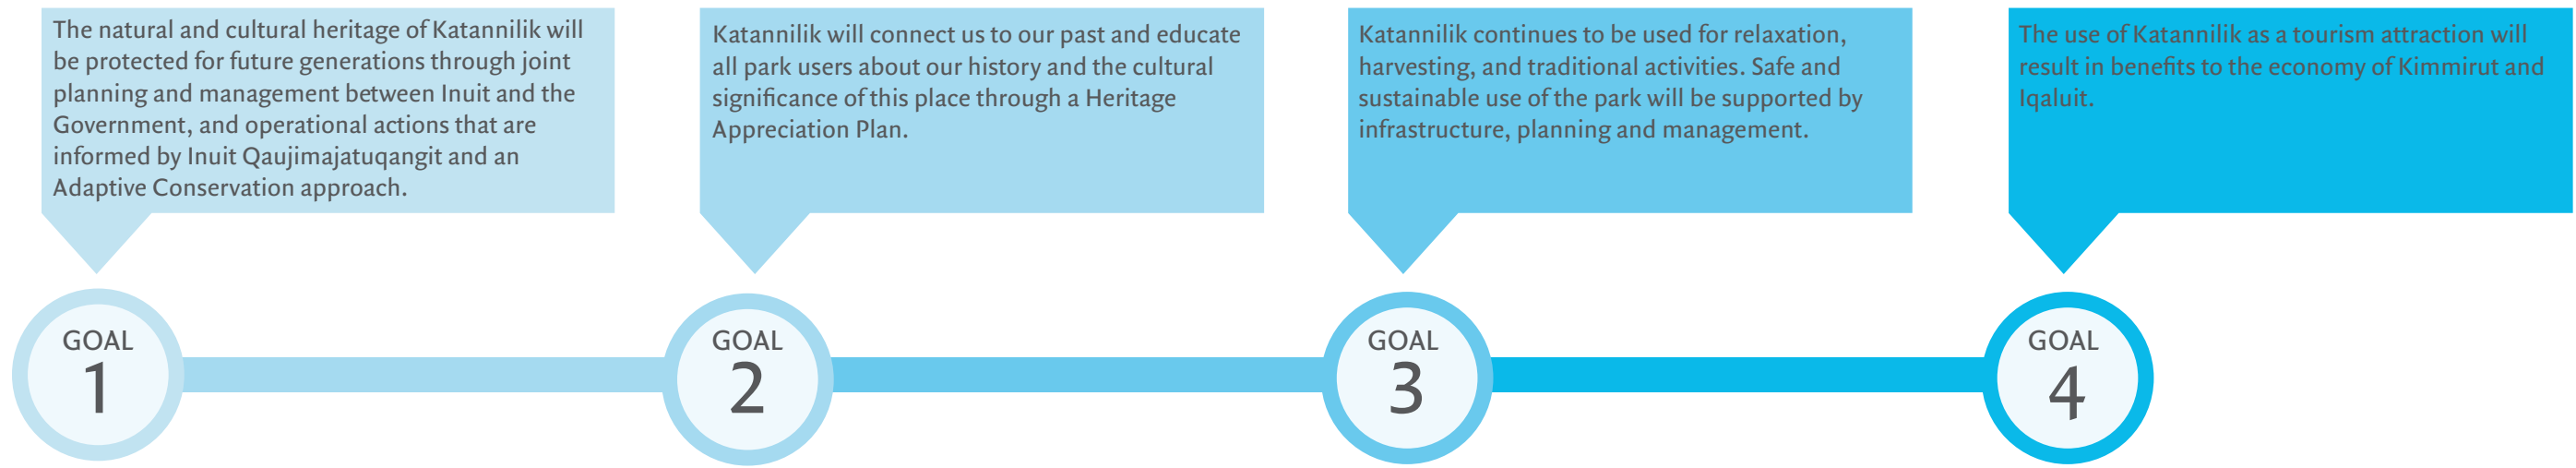 The natural and cultural heritage of Katannilik will
be protected for future generations through joint
planning and management between Inuit and the
Government, and operational actions that are
informed by Inuit Qaujimajatuqangit and an
Adaptive Conservation approach.
GOAL
1
Katannilik will connect us to our past and educate
all park users about our history and the cultural
significance of this place through a Heritage
Appreciation Plan.
GOAL
2
Katannilik continues to be used for relaxation,
harvesting, and traditional activities. Safe and
sustainable use of the park will be supported by
infrastructure, planning and management.
GOAL
3
The use of Katannilik as a tourism attraction will
result in benefits to the economy of Kimmirut and
Iqaluit.
GOAL
4